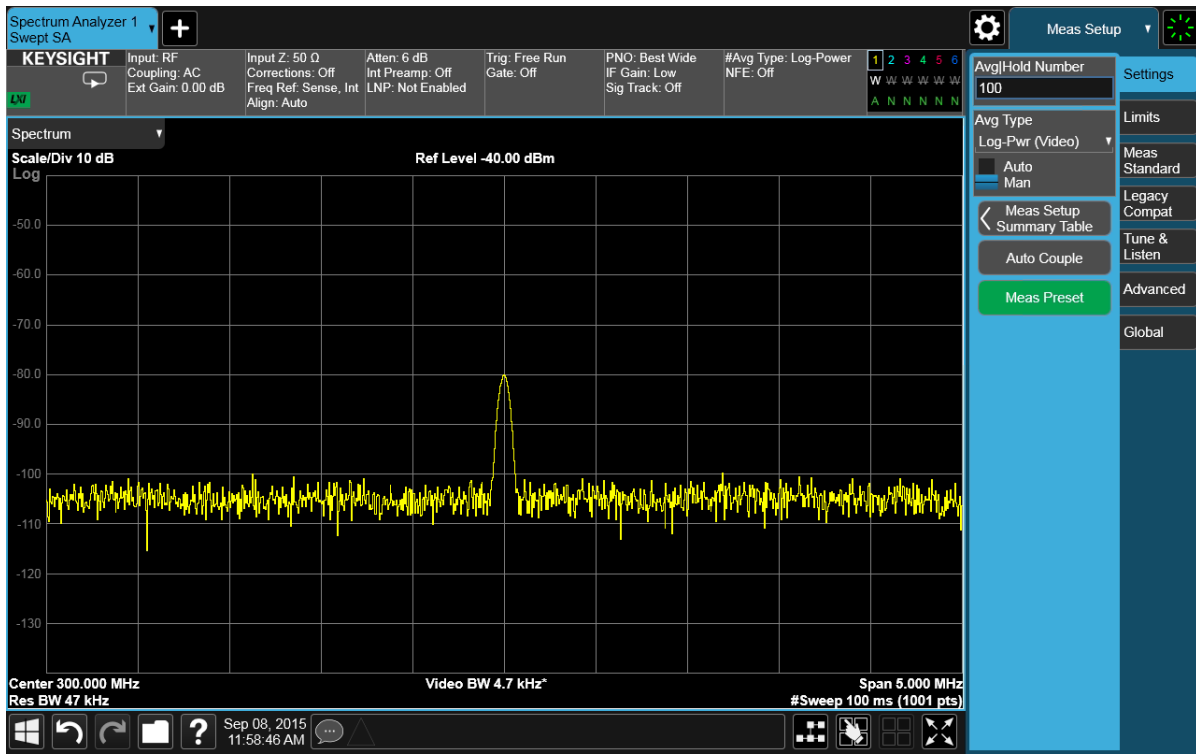 Spectrum Analyzer 1
Swept SA
Meas Setup
KEYSIGHT
LXI
Input: RF
Coupling: AC
Ext Gain: 0.00 dB
Input Z: 50 Ω
Corrections: Off
Freq Ref: Sense, Int
Align: Auto
Atten: 6 dB
Int Preamp: Off
LNP: Not Enabled
Trig: Free Run
Gate: Off
PNO: Best Wide
IF Gain: Low
Sig Track: Off
#Avg Type: Log-Power
NFE: Off
1 2 3 4 5 6
W W W W W W
A N N N N N
Spectrum
Scale/Div 10 dB
Ref Level -40.00 dBm
Log
-50.0
-60.0
-70.0
-80.0
-90.0
-100
-110
-120
-130
Center 300.000 MHz
Video BW 4.7 kHz*
Span 5.000 MHz
Res BW 47 kHz
#Sweep 100 ms (1001 pts)
Avg|Hold Number
100
Avg Type
Log-Pwr (Video)
Auto
Man
Meas Setup
Summary Table
Auto Couple
Meas Preset
Settings
Limits
Meas
Standard
Legacy
Compat
Tune &
Listen
Advanced
Global
?
Sep 08, 2015
11:58:46 AM